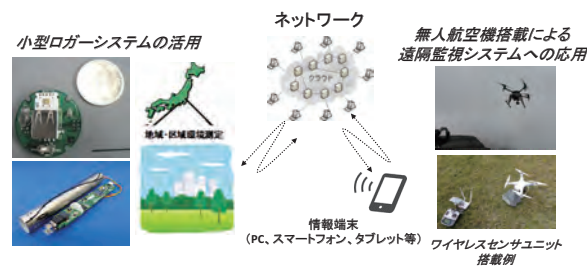 ネットワーク
小型ロガーシステムの活用
無人航空機搭載による
遠隔監視システムへの応用
クラウド
地域・区域環境測定
情報端末
（PC、スマートフォン、タブレット等）
ワイヤレスセンサユニット
搭載例